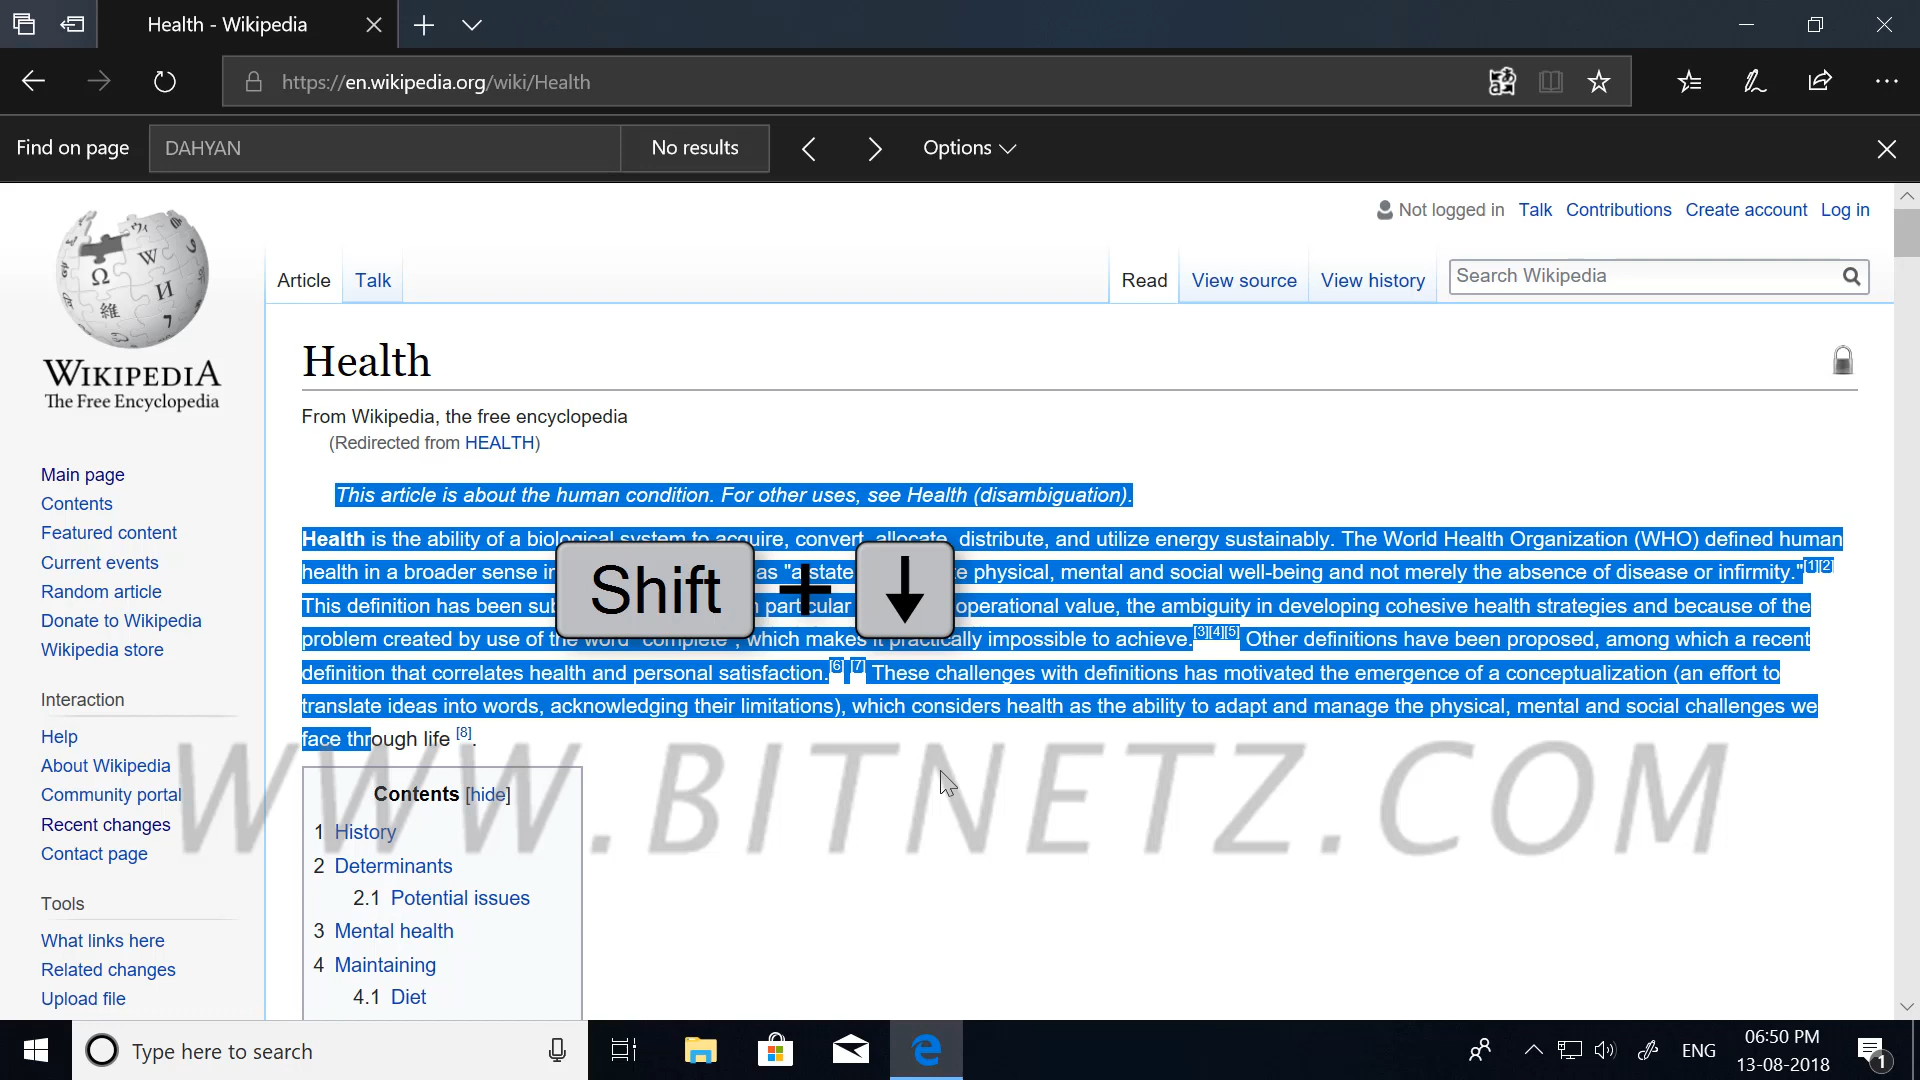 Health - Wikipedia
https://en.wikipedia.org/wiki/Health
Find on page
DAHYAN
No results
Options
Not logged in Talk Contributions Create account Log in
Article Talk
Read View source View history
Search Wikipedia
WIKIPEDIA
The Free Encyclopedia
Health
From Wikipedia, the free encyclopedia
(Redirected from HEALTH)
This article is about the human condition. For other uses, see Health (disambiguation).
Health is the ability of a biological system to acquire, convert, allocate, distribute, and utilize energy sustainably. The World Health Organization (WHO) defined human
health in a broader sense in as "a state physical, mental and social well-being and not merely the absence of disease or infirmity."[1][2]
This definition has been particular operational value, the ambiguity in developing cohesive health strategies and because of the
problem created by use of the word "complete", which makes it practically impossible to achieve.[3][4][5] Other definitions have been proposed, among which a recent
definition that correlates health and personal satisfaction.[6] [7] These challenges with definitions has motivated the emergence of a conceptualization (an effort to
translate ideas into words, acknowledging their limitations), which considers health as the ability to adapt and manage the physical, mental and social challenges we
face through life [8].
Shift + ↓
Contents [hide]
1 History
2 Determinants
2.1 Potential issues
3 Mental health
4 Maintaining
4.1 Diet
Main page
Contents
Featured content
Current events
Random article
Donate to Wikipedia
Wikipedia store
Interaction
Help
About Wikipedia
Community portal
Recent changes
Contact page
Tools
What links here
Related changes
Upload file
WWW.BITNETZ.COM
Type here to search
ENG
06:50 PM
13-08-2018
1